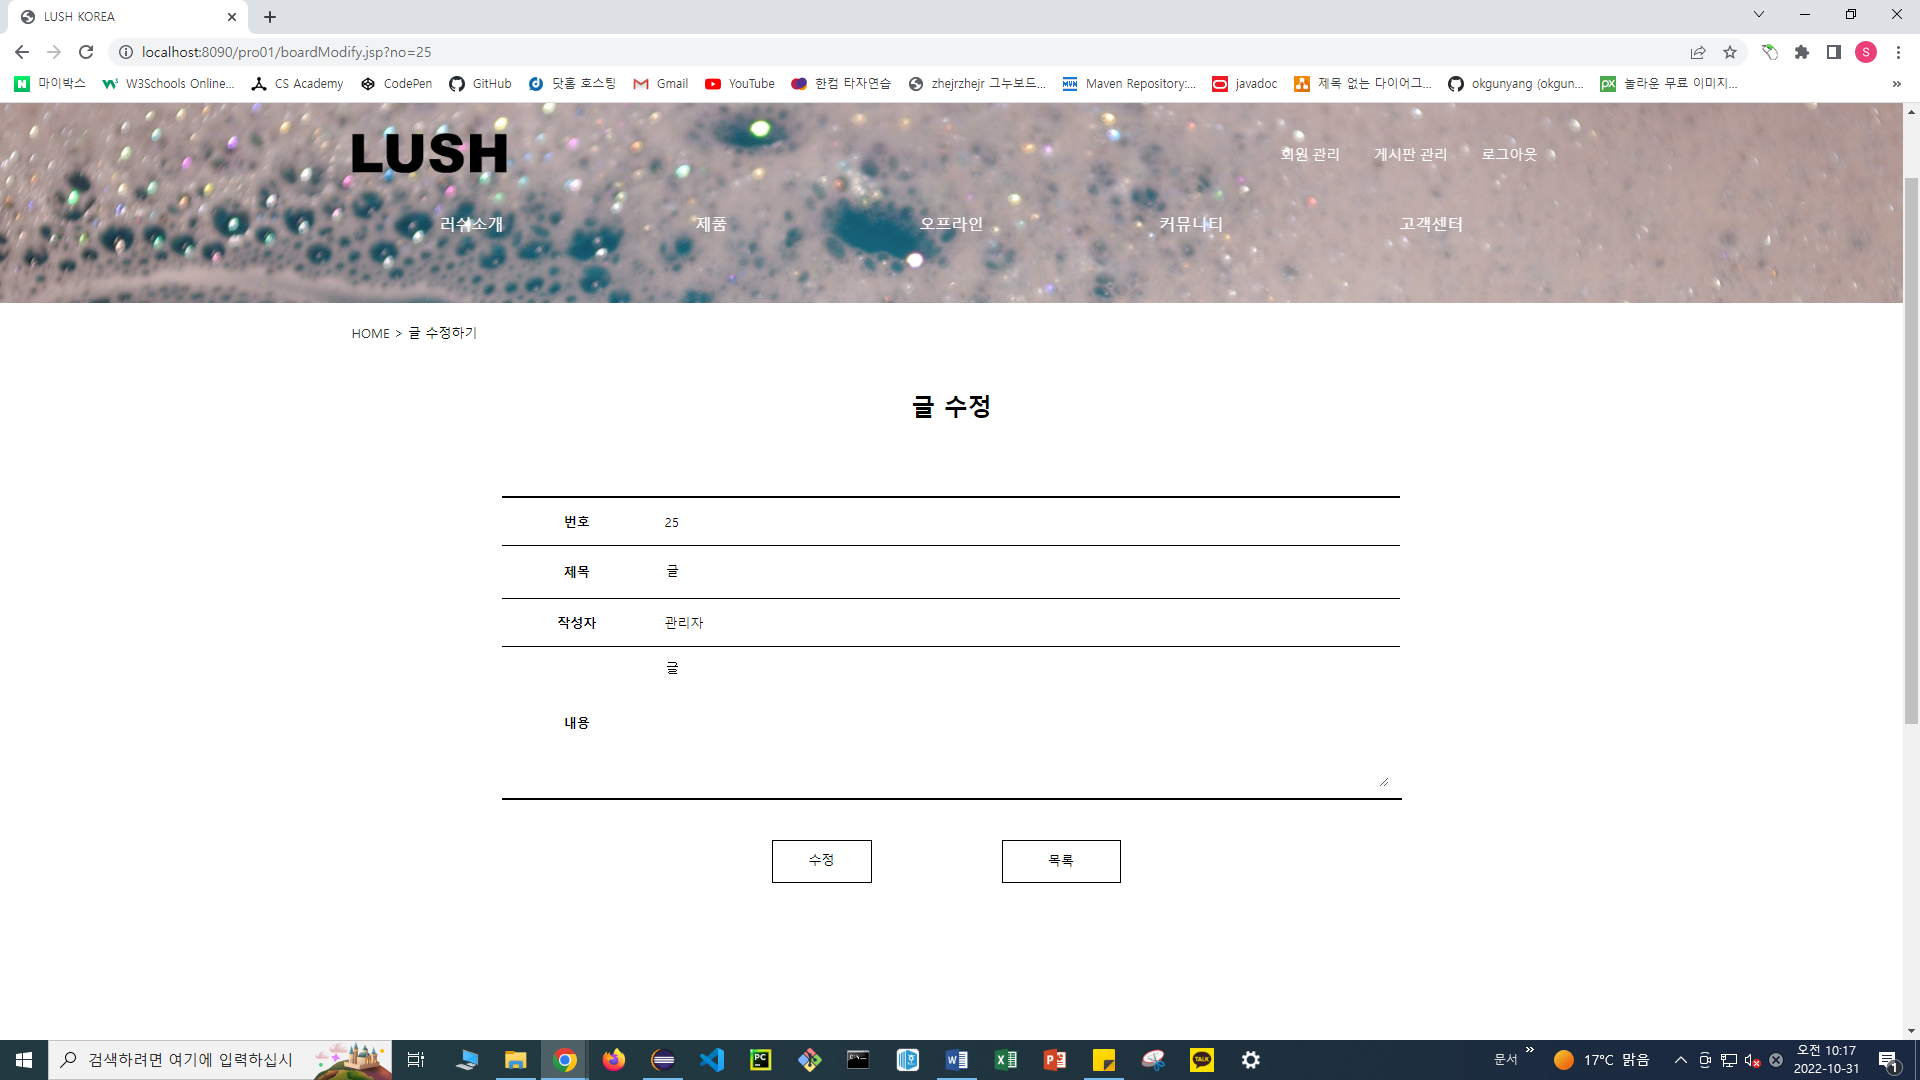 LUSH KOREA
localhost:8090/pro01/boardModify.jsp?no=25
S
N 마이박스 W3Schools Online... CS Academy CodePen GitHub 닷홈 호스팅 Gmail YouTube 한컴 타자연습 zhejrzhejr 그누보드... MVN Maven Repository:... javadoc 제목 없는 다이어그... okgunyang (okgun... px 놀라운 무료 이미지... »
LUSH
회원 관리 게시판 관리 로그아웃
러쉬소개 제품 오프라인 커뮤니티 고객센터
HOME > 글 수정하기
글 수정
번호 25
제목 글
작성자 관리자
글
내용
수정 목록
검색하려면 여기에 입력하십시
PC
TALK
문서 »
17°C 맑음
오전 10:17
2022-10-31
1